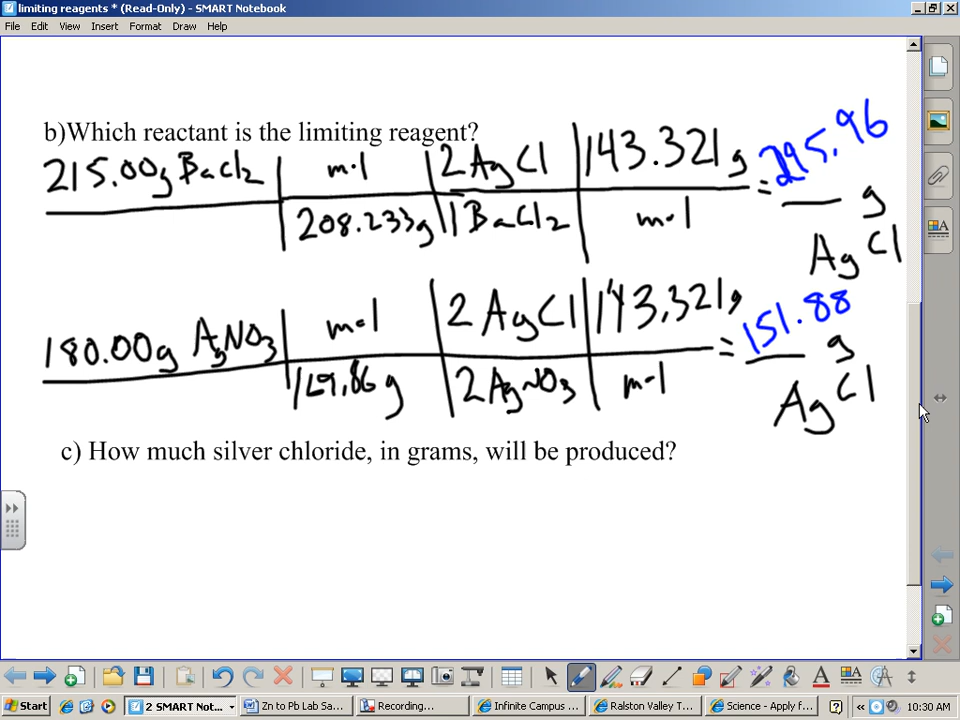 limiting reagents * (Read-Only) - SMART Notebook
File Edit View Insert Format Draw Help
b)Which reactant is the limiting reagent?
215.00g BaCl2 | mol | 2 AgCl | 143.321 g = 295.96 g AgCl
208.233g | 1 BaCl2 | mol
180.00g AgNO3 | mol | 2 AgCl | 143.321g = 151.88 g AgCl
169.86 g | 2 AgNO3 | mol
c) How much silver chloride, in grams, will be produced?
Start 2 SMART Not... Zn to Pb Lab Sa... Recording... Infinite Campus ... Ralston Valley T... Science - Apply f... 10:30 AM